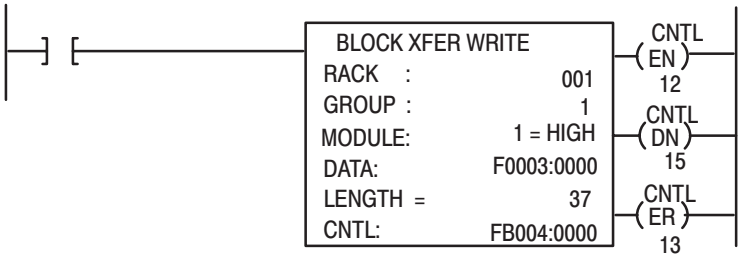 BLOCK XFER WRITE
RACK : 001
GROUP : 1
MODULE: 1 = HIGH
DATA: F0003:0000
LENGTH = 37
CNTL: FB004:0000
CNTL
EN
12
CNTL
DN
15
CNTL
ER
13